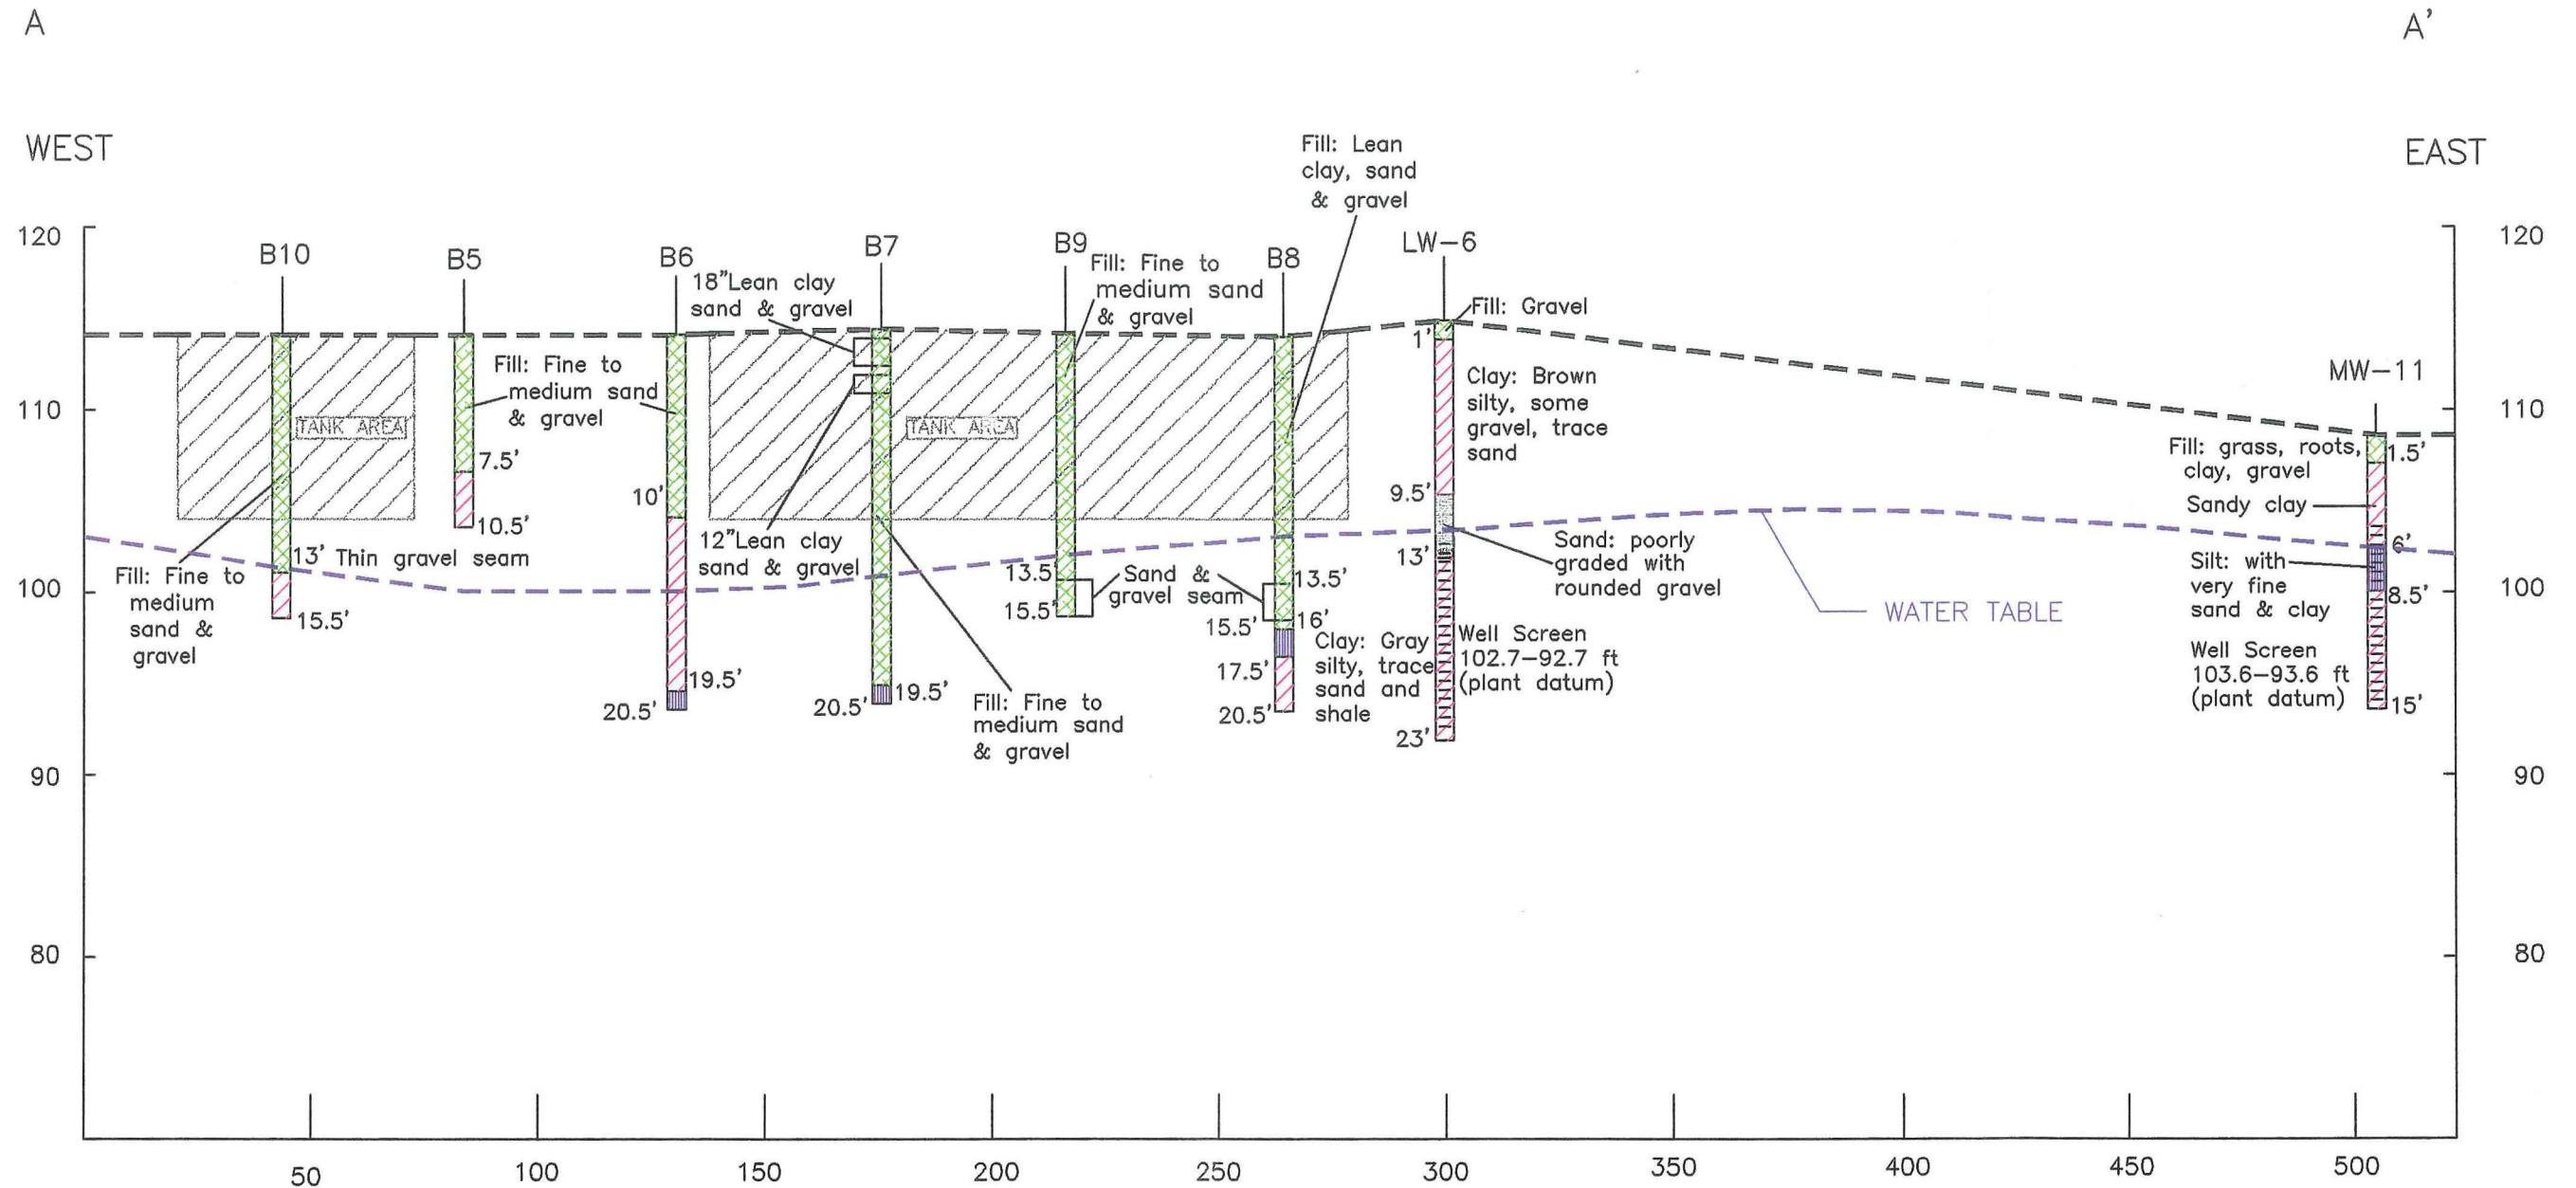 A
A'
WEST
EAST
Fill: Lean
clay, sand
& gravel
120
120
B10
B5
B6
B7
B9
B8
LW-6
MW-11
18"Lean clay
sand & gravel
Fill: Fine to
medium sand
& gravel
Fill: Gravel
1'
Fill: Fine to
medium sand
& gravel
Clay: Brown
silty, some
gravel, trace
sand
110
110
TANK AREA
TANK AREA
7.5'
10'
10.5'
9.5'
Fill: grass, roots,
clay, gravel
1.5'
Sandy clay
13' Thin gravel seam
12"Lean clay
sand & gravel
13'
Sand: poorly
graded with
rounded gravel
6'
Fill: Fine to
medium
sand &
gravel
13.5'
15.5'
Sand &
gravel seam
13.5'
16'
15.5'
17.5'
20.5'
Silt: with
very fine
sand & clay
8.5'
100
100
WATER TABLE
15.5'
Clay: Gray
silty, trace
sand and
shale
Well Screen
102.7-92.7 ft
(plant datum)
Well Screen
103.6-93.6 ft
(plant datum)
15'
19.5'
20.5'
19.5'
20.5'
Fill: Fine to
medium sand
& gravel
23'
90
90
80
80
50
100
150
200
250
300
350
400
450
500